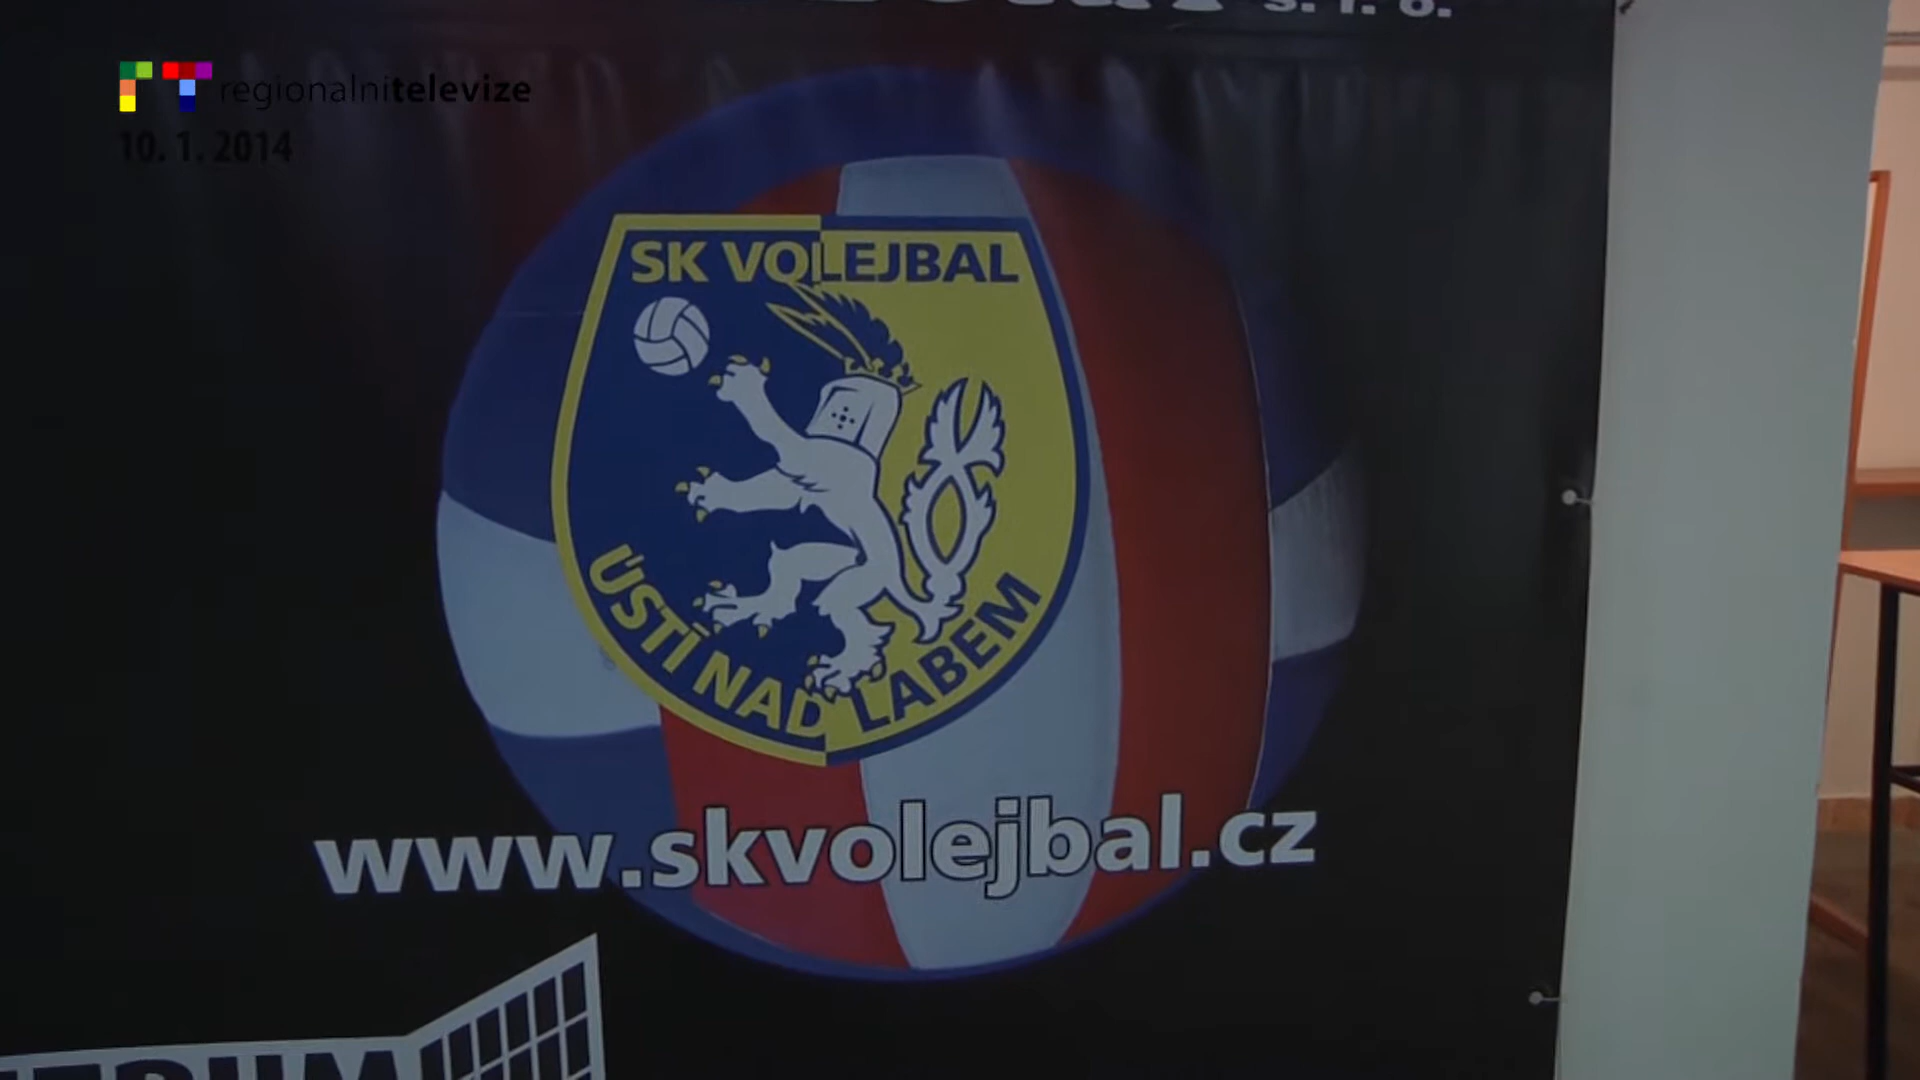 s. r. o.
regionalnitelevize
10. 1. 2014
SK VOLEJBAL
ÚSTÍ NAD LABEM
www.skvolejbal.cz